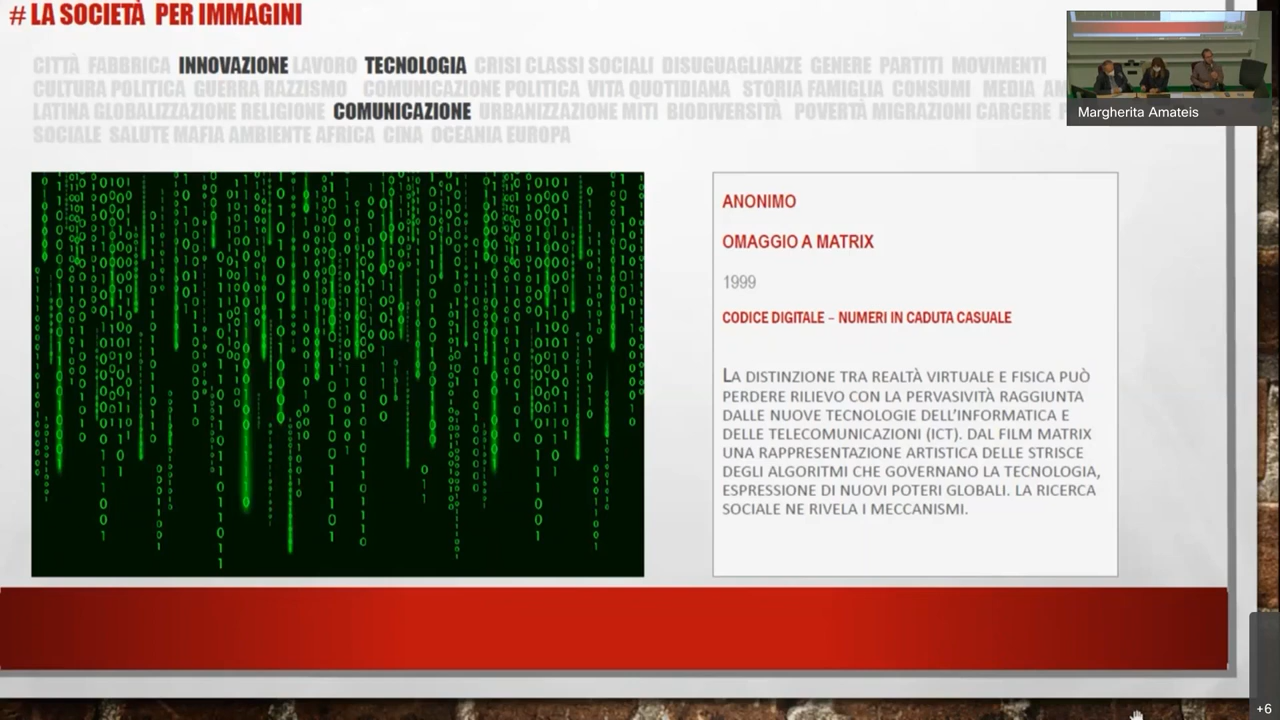 # LA SOCIETÀ PER IMMAGINI
CITTÀ FABBRICA INNOVAZIONE LAVORO TECNOLOGIA CRISI CLASSI SOCIALI DISUGUAGLIANZE GENERE PARTITI MOVIMENTI
CULTURA POLITICA GUERRA RAZZISMO POLITICA VITA QUOTIDIANA STORIA FAMIGLIA CONSUMI MEDIA
LATINA GLOBALIZZAZIONE RELIGIONE COMUNICAZIONE MITI POVERTÀ MIGRAZIONI CARCERE
SOCIALE SALUTE MAFIA AMBIENTE AFRICA CINA OCEANIA EUROPA
Margherita Amateis
ANONIMO
OMAGGIO A MATRIX
1999
CODICE DIGITALE – NUMERI IN CADUTA CASUALE
LA DISTINZIONE TRA REALTÀ VIRTUALE E FISICA PUÒ
PERDERE RILIEVO CON LA PERVASIVITÀ RAGGIUNTA
DALLE NUOVE TECNOLOGIE DELL'INFORMATICA E
DELLE TELECOMUNICAZIONI (ICT). DAL FILM MATRIX
UNA RAPPRESENTAZIONE ARTISTICA DELLE STRISCE
DEGLI ALGORITMI CHE GOVERNANO LA TECNOLOGIA,
ESPRESSIONE DI NUOVI POTERI GLOBALI. LA RICERCA
SOCIALE NE RIVELA I MECCANISMI.
+6